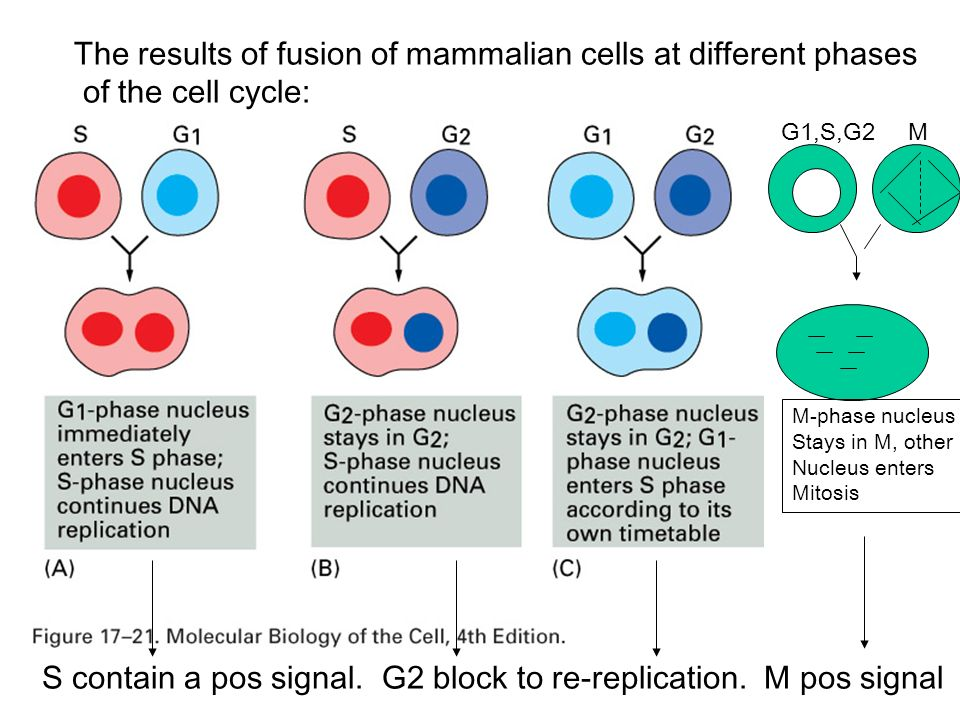 The results of fusion of mammalian cells at different phases
of the cell cycle:
S G1
S G2
G1 G2
G1,S,G2 M
G1-phase nucleus
immediately
enters S phase;
S-phase nucleus
continues DNA
replication
(A)
G2-phase nucleus
stays in G2;
S-phase nucleus
continues DNA
replication
(B)
G2-phase nucleus
stays in G2; G1-
phase nucleus
enters S phase
according to its
own timetable
(C)
M-phase nucleus
Stays in M, other
Nucleus enters
Mitosis
Figure 17–21. Molecular Biology of the Cell, 4th Edition.
S contain a pos signal. G2 block to re-replication. M pos signal